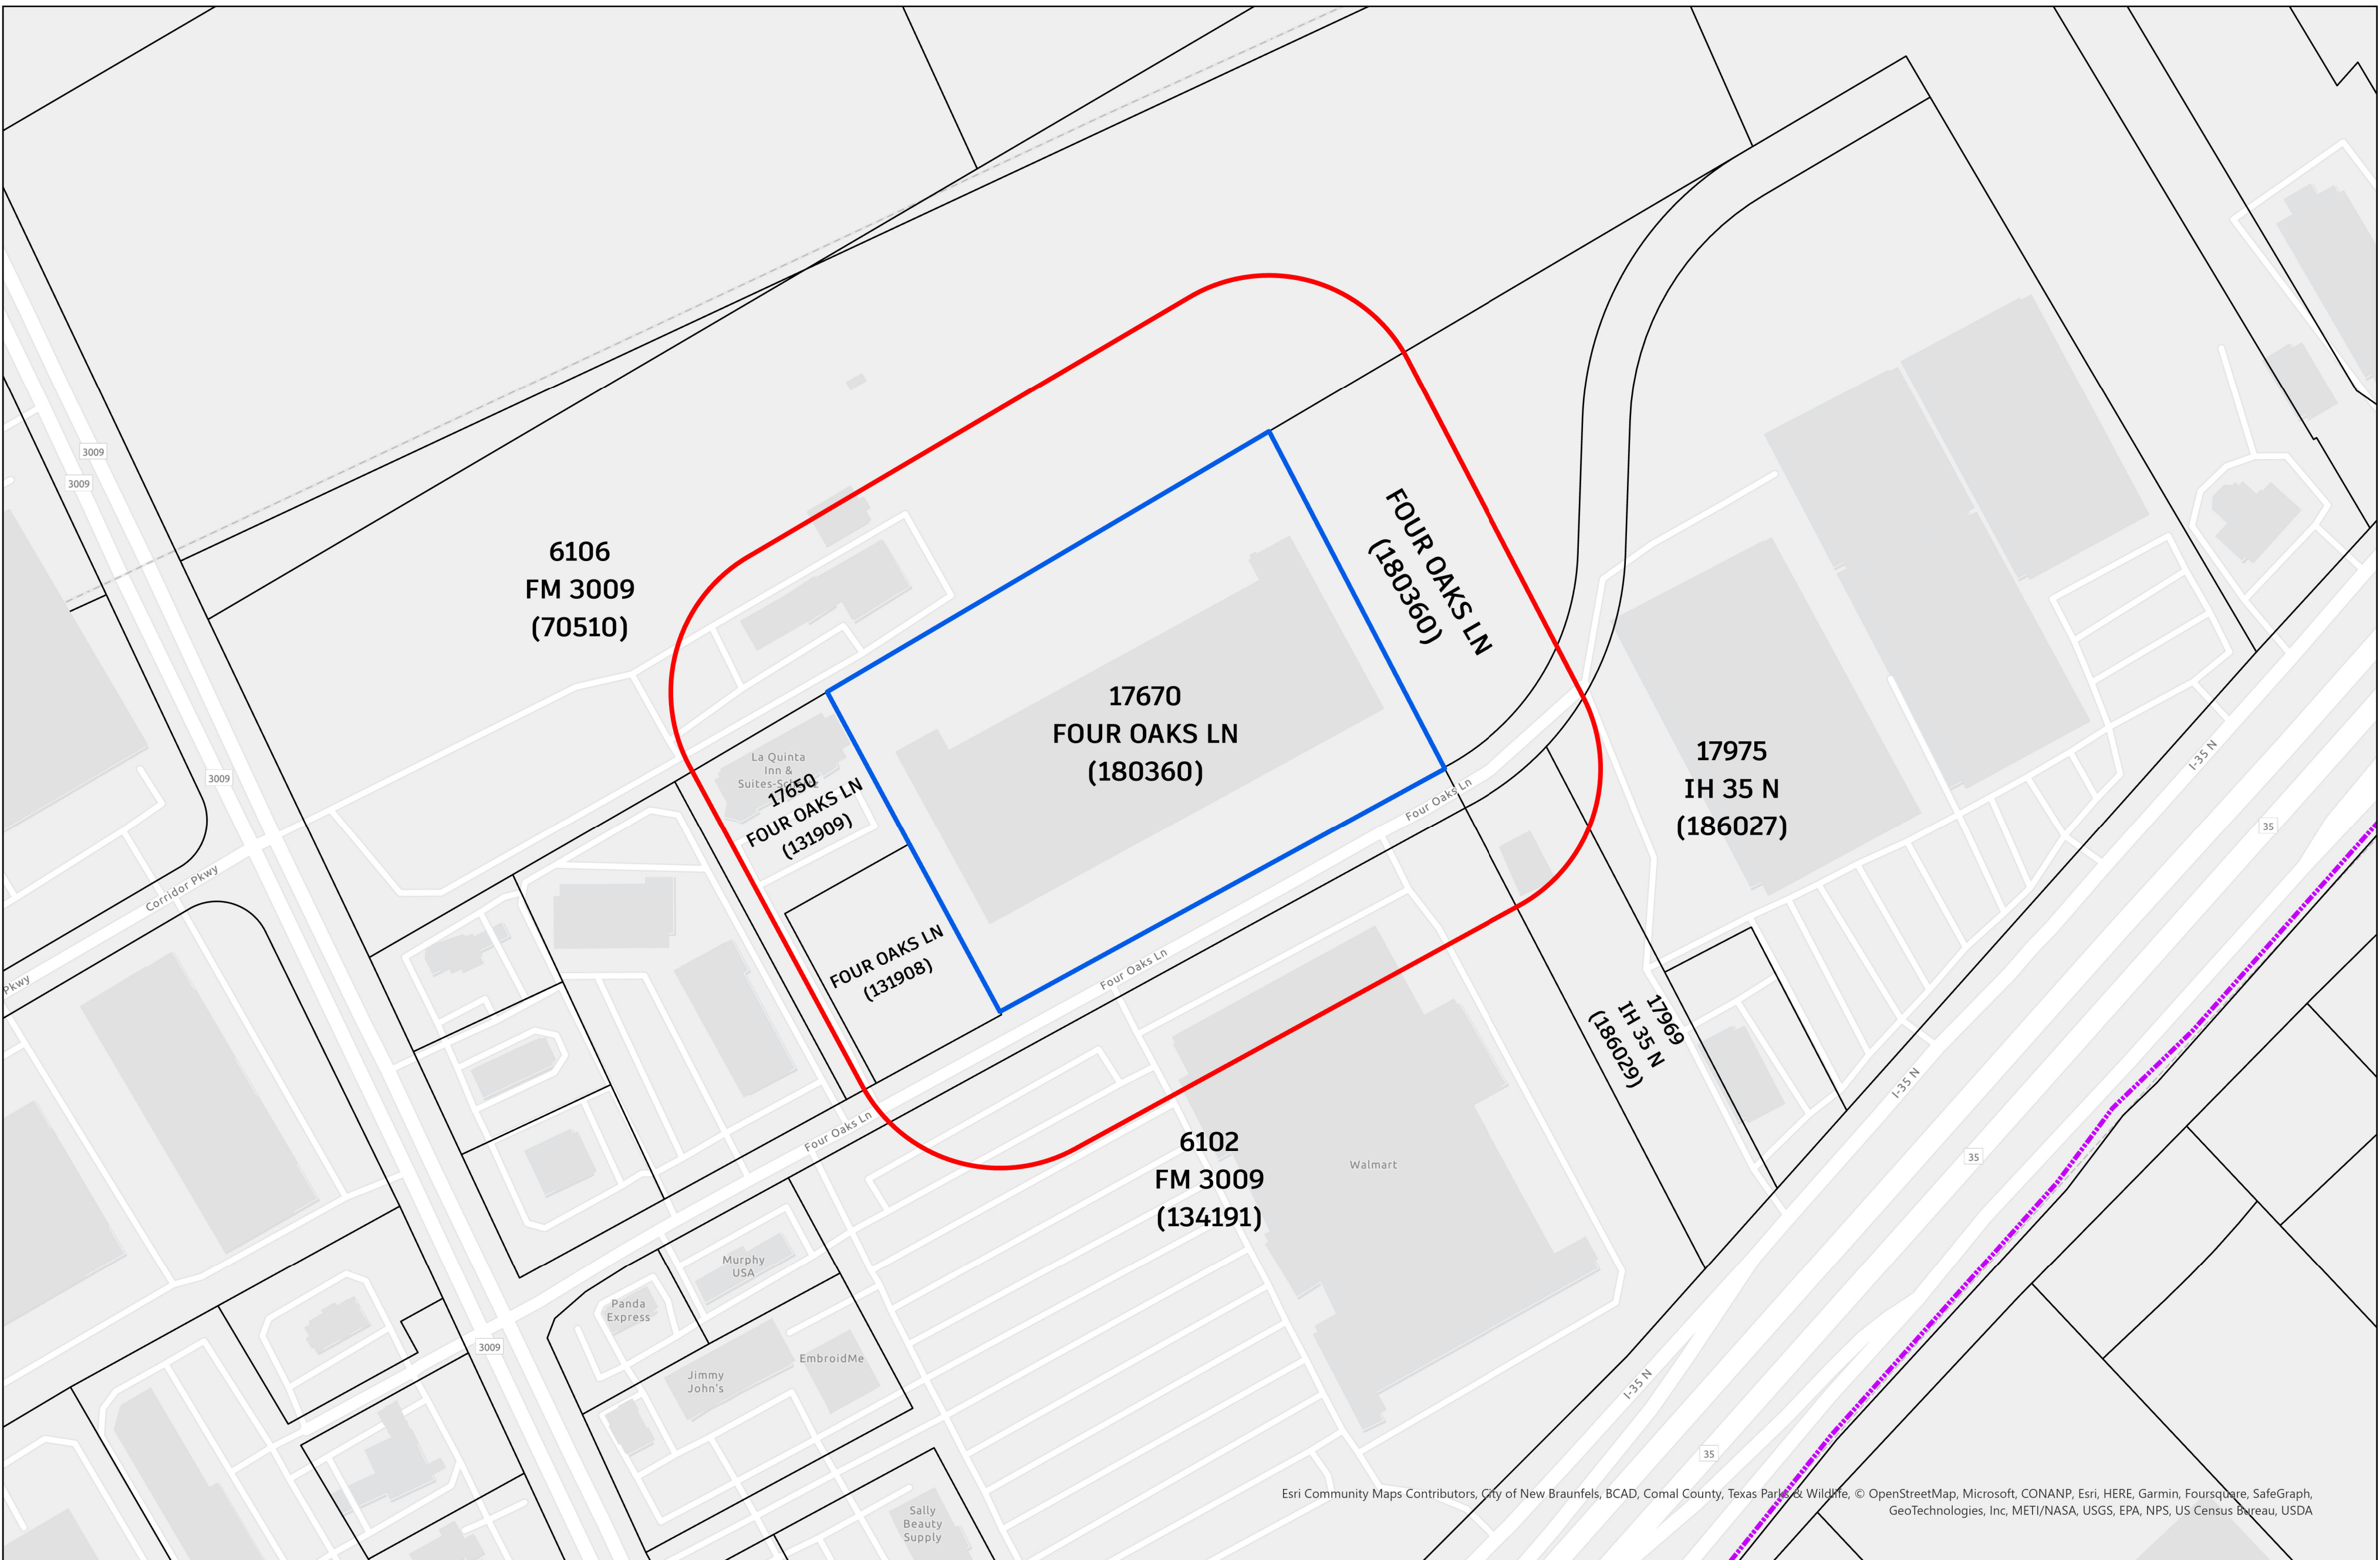 3009
3009
6106
FM 3009
(70510)
FOUR OAKS LN
(180360)
17670
FOUR OAKS LN
(180360)
La Quinta
Inn &
17650
FOUR OAKS LN
(131909)
3009
17975
IH 35 N
(186027)
I-35 N
35
Four Oaks Ln
Corridor Pkwy
FOUR OAKS LN
(131908)
Four Oaks Ln
Pkwy
17969
IH 35 N
(186029)
I-35 N
Four Oaks Ln
6102
FM 3009
(134191)
Walmart
35
Murphy
USA
Panda
Express
3009
EmbroidMe
Jimmy
John's
I-35 N
35
Sally
Beauty
Supply
Esri Community Maps Contributors, City of New Braunfels, BCAD, Comal County, Texas Parks & Wildlife, © OpenStreetMap, Microsoft, CONANP, Esri, HERE, Garmin, Foursquare, SafeGraph,
GeoTechnologies, Inc, METI/NASA, USGS, EPA, NPS, US Census Bureau, USDA